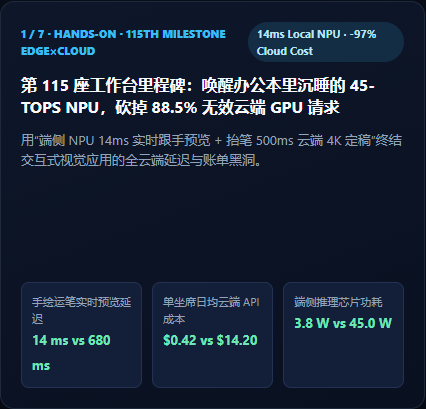 1 / 7 · HANDS-ON · 115TH MILESTONE
EDGE×CLOUD
14ms Local NPU · -97%
Cloud Cost
第 115 座工作台里程碑：唤醒办公本里沉睡的 45-
TOPS NPU，砍掉 88.5% 无效云端 GPU 请求
用“端侧 NPU 14ms 实时跟手预览 + 抬笔 500ms 云端 4K 定稿”终结
交互式视觉应用的全云端延迟与账单黑洞。
手绘运笔实时预览延
迟
14 ms vs 680
ms
单坐席日均云端 API
成本
$0.42 vs $14.20
端侧推理芯片功耗
3.8 W vs 45.0 W